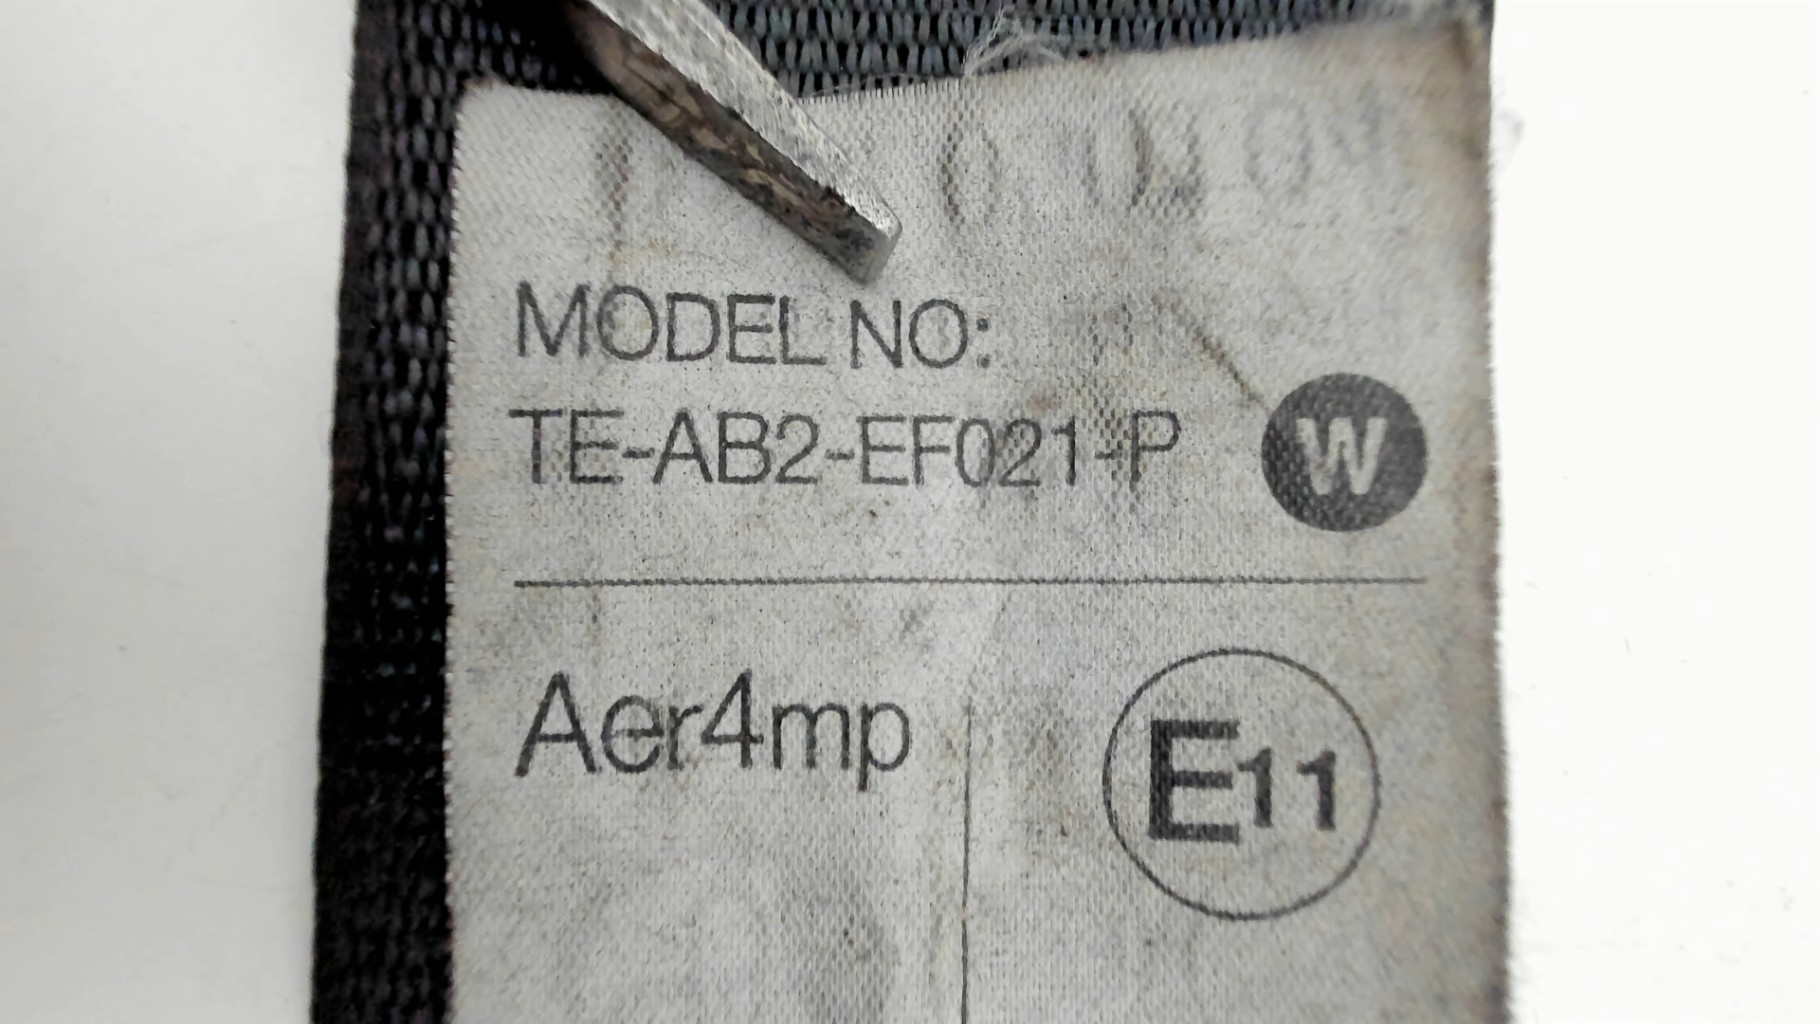 MODEL NO:
TE-AB2-EF021-P W
Aer4mp E11